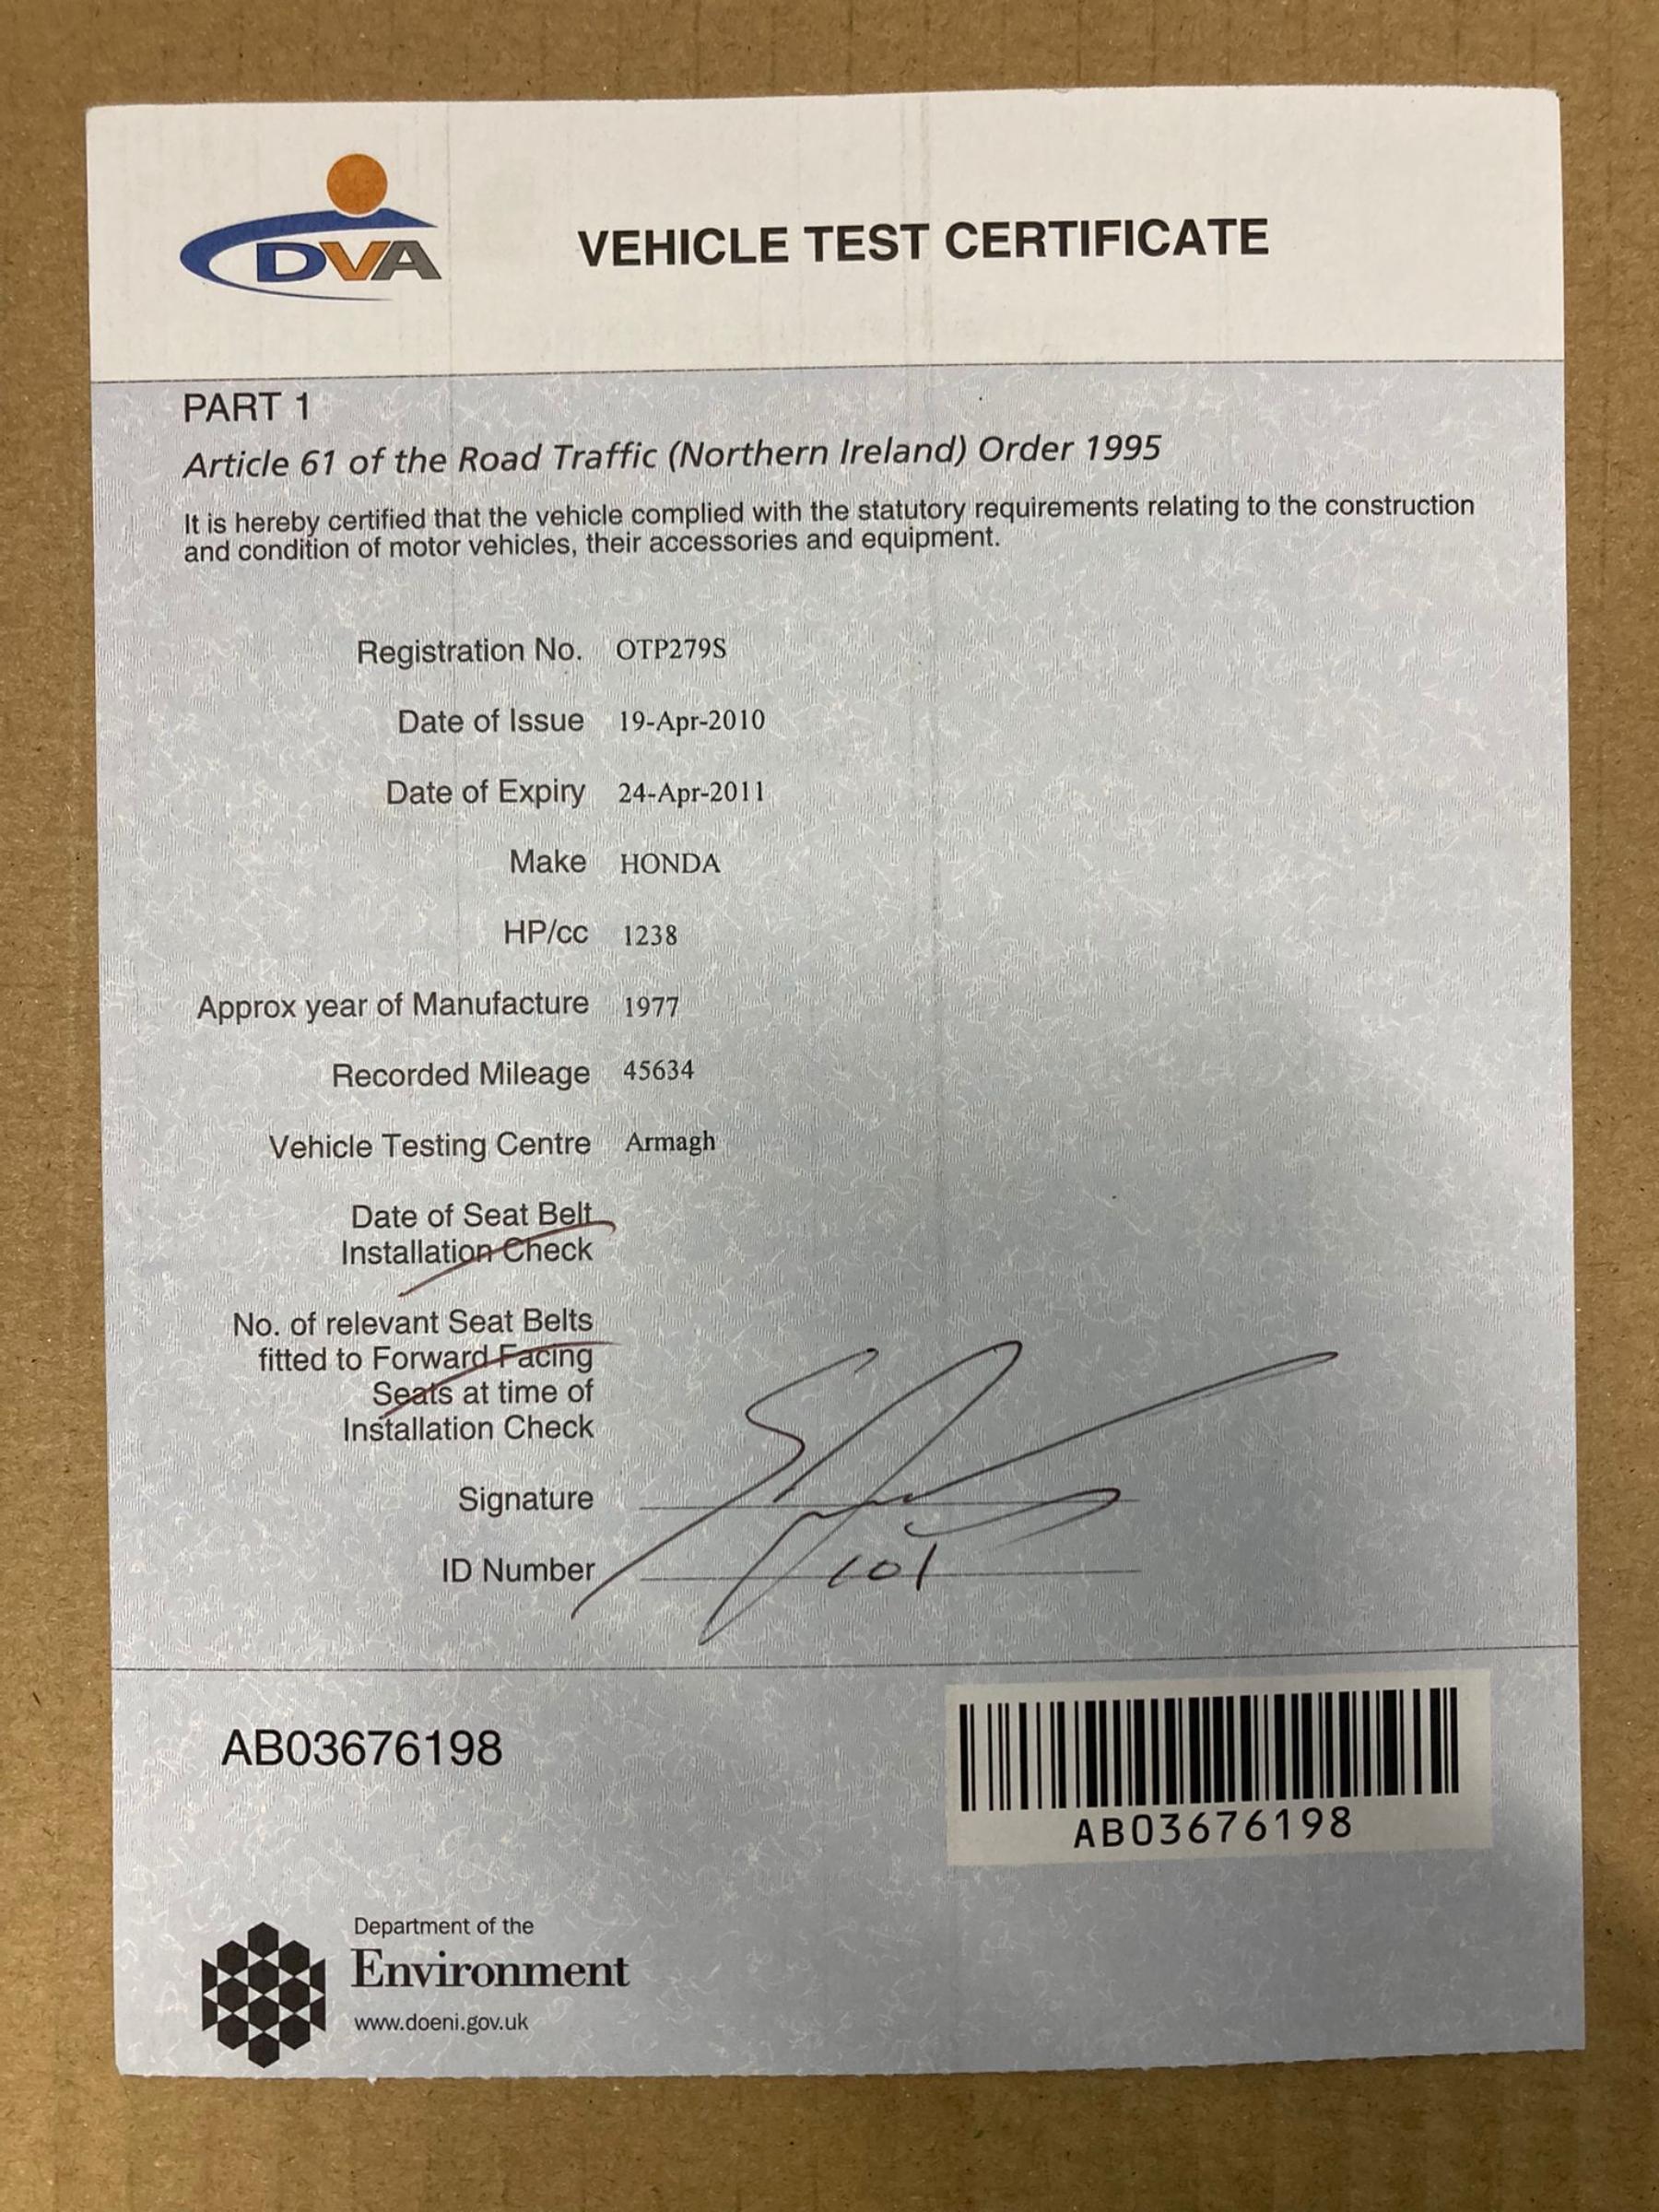 DVA
VEHICLE TEST CERTIFICATE
PART 1
Article 61 of the Road Traffic (Northern Ireland) Order 1995
It is hereby certified that the vehicle complied with the statutory requirements relating to the construction
and condition of motor vehicles, their accessories and equipment.
Registration No. OTP279S
Date of Issue 19-Apr-2010
Date of Expiry 24-Apr-2011
Make HONDA
HP/cc 1238
Approx year of Manufacture 1977
Recorded Mileage 45634
Vehicle Testing Centre Armagh
Date of Seat Belt
Installation Check
No. of relevant Seat Belts
fitted to Forward Facing
Seats at time of
Installation Check
Signature
ID Number 101
AB03676198
AB03676198
Department of the
Environment
www.doeni.gov.uk